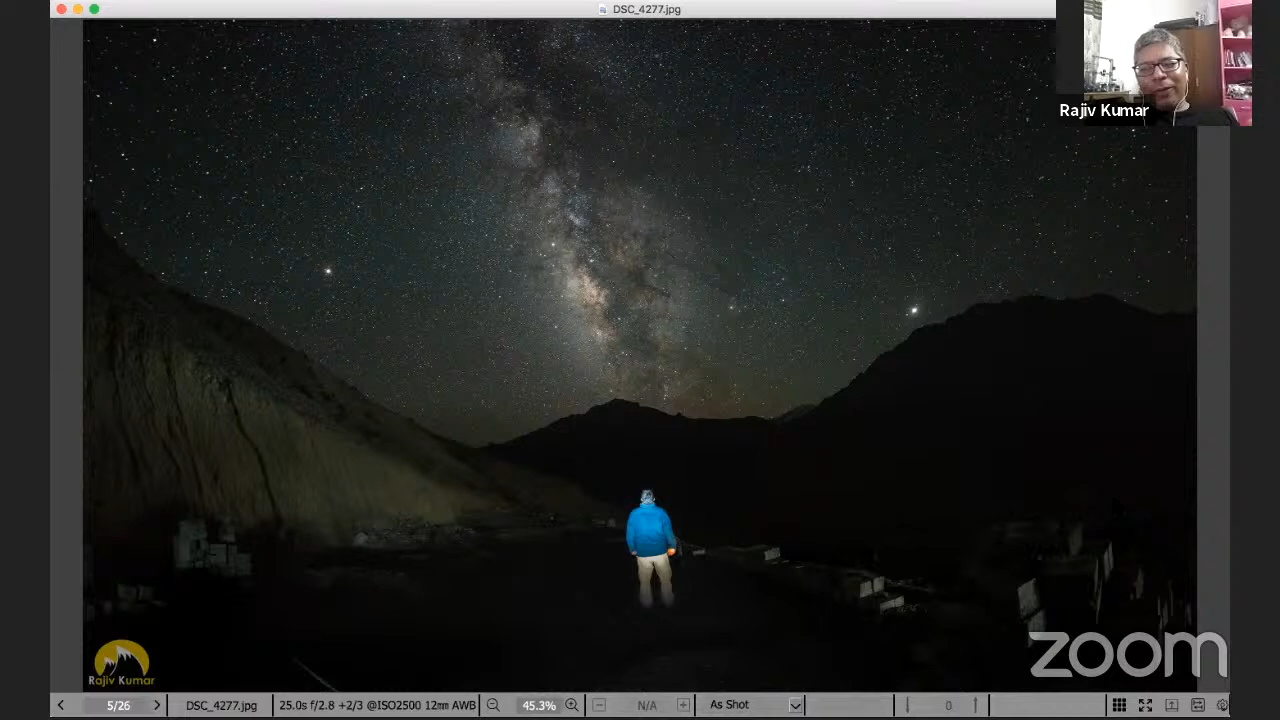 DSC_4277.jpg
Rajiv Kumar
Rajiv Kumar
zoom
5/26
DSC_4277.jpg
25.0s f/2.8 +2/3 @ISO2500 12mm AWB
45.3%
N/A
As Shot
0